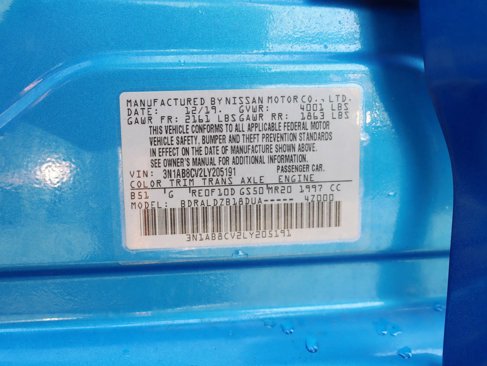 MANUFACTURED BY NISSAN MOTOR CO., LTD.
DATE: 12/19. GVWR: 4001 LBS
GAWR FR: 2161 LBS GAWR RR: 1863 LBS
THIS VEHICLE CONFORMS TO ALL APPLICABLE FEDERAL MOTOR
VEHICLE SAFETY, BUMPER AND THEFT PREVENTION STANDARDS
IN EFFECT ON THE DATE OF MANUFACTURE SHOWN ABOVE.
SEE OWNER'S MANUAL FOR ADDITIONAL INFORMATION.
VIN: 3N1AB8CV2LY205191 PASSENGER CAR.
COLOR TRIM TRANS AXLE ENGINE
B51 G RE0F10D GS50 MR20 1997 CC
MODEL: BDRALDZB18DUA----- 4Z000
3N1AB8CV2LY205191